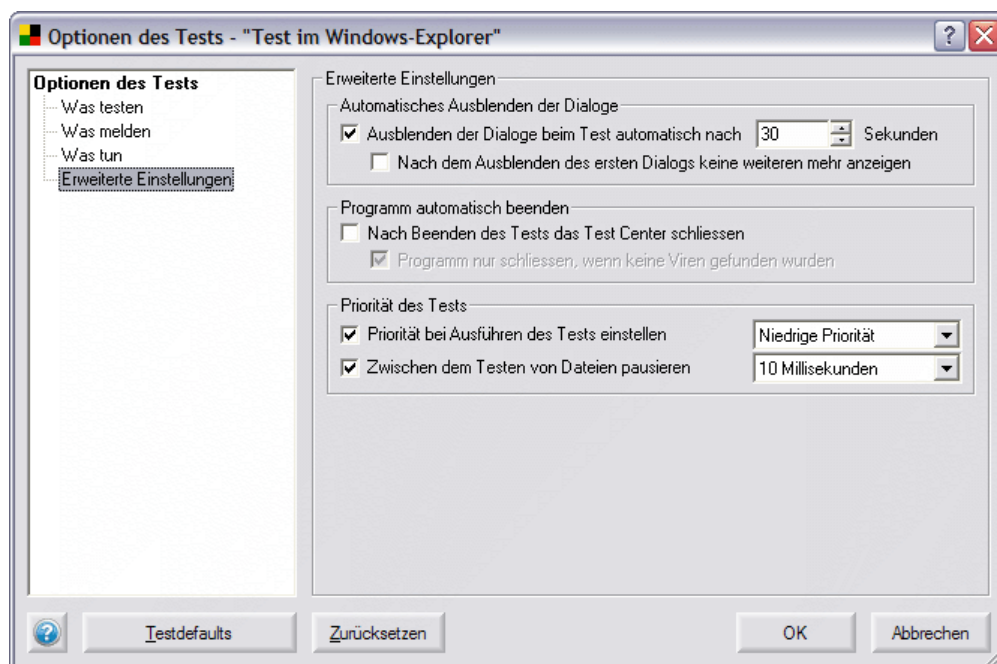 Optionen des Tests - "Test im Windows-Explorer"
?
Optionen des Tests
Was testen
Was melden
Was tun
Erweiterte Einstellungen
Erweiterte Einstellungen
Automatisches Ausblenden der Dialoge
Ausblenden der Dialoge beim Test automatisch nach 30 Sekunden
Nach dem Ausblenden des ersten Dialogs keine weiteren mehr anzeigen
Programm automatisch beenden
Nach Beenden des Tests das Test Center schliessen
Programm nur schliessen, wenn keine Viren gefunden wurden
Priorität des Tests
Priorität bei Ausführen des Tests einstellen Niedrige Priorität
Zwischen dem Testen von Dateien pausieren 10 Millisekunden
? Testdefaults Zurücksetzen OK Abbrechen